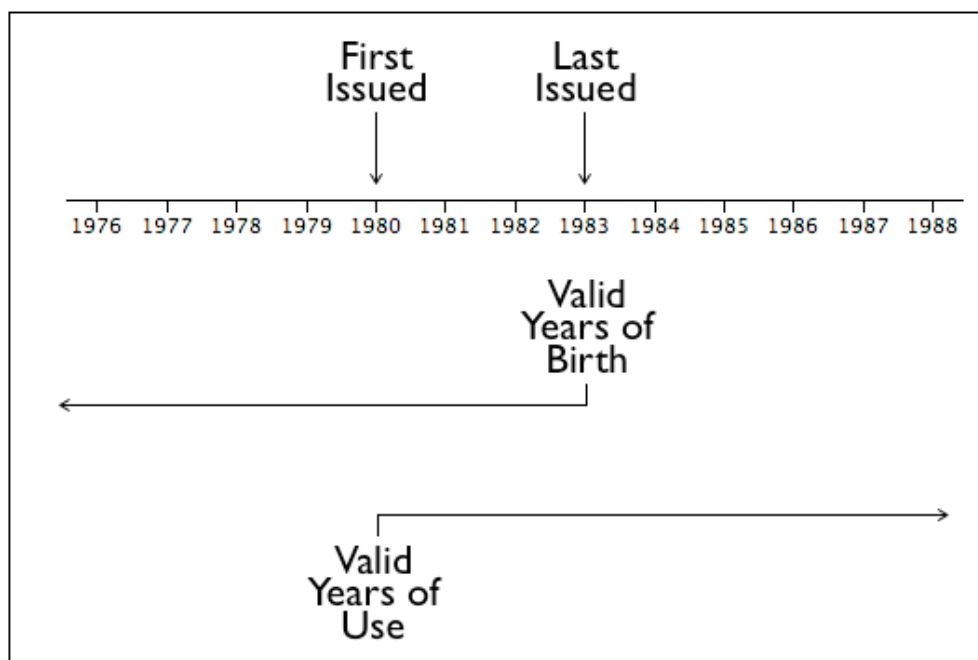 First
Issued
Last
Issued
1976 1977 1978 1979 1980 1981 1982 1983 1984 1985 1986 1987 1988
Valid
Years of
Birth
Valid
Years of
Use